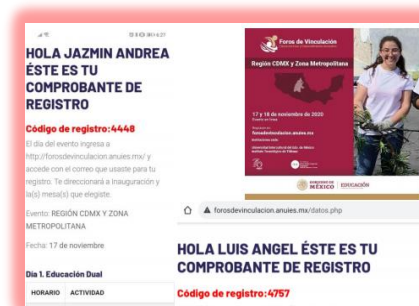 HOLA JAZMIN ANDREA
ÉSTE ES TU
COMPROBANTE DE
REGISTRO
Código de registro:4448
El día del evento ingresa a
http://forosdevinculacion.anuies.mx/ y
accede con el correo que usaste para tu
registro. Te direccionará a Inauguración y
la(s) mesa(s) que elegiste.
Evento: REGIÓN CDMX Y ZONA
METROPOLITANA
Fecha: 17 de noviembre
Día 1. Educación Dual
HORARIO ACTIVIDAD
Foros de Vinculación
Región CDMX y Zona Metropolitana
17 y 18 de noviembre de 2020
forosdevinculacion.anuies.mx
GOBIERNO DE
MÉXICO EDUCACIÓN
forosdevinculacion.anuies.mx/datos.php
HOLA LUIS ANGEL ÉSTE ES TU
COMPROBANTE DE REGISTRO
Código de registro:4757